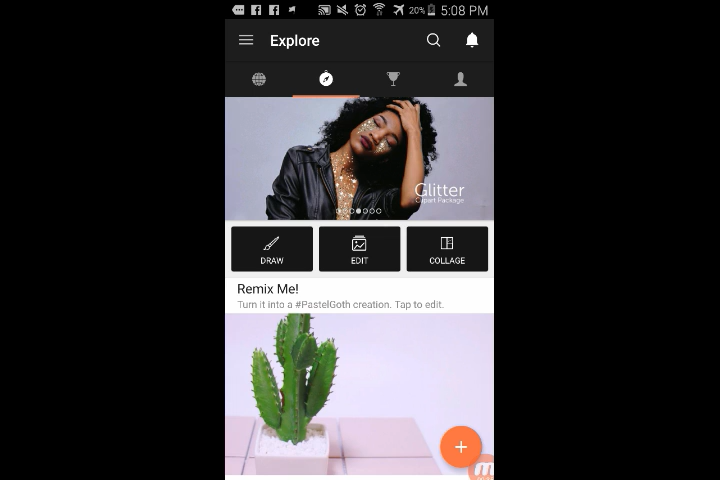 20% 5:08 PM
Explore
Glitter
Clipart Package
DRAW EDIT COLLAGE
Remix Me!
Turn it into a #PastelGoth creation. Tap to edit.